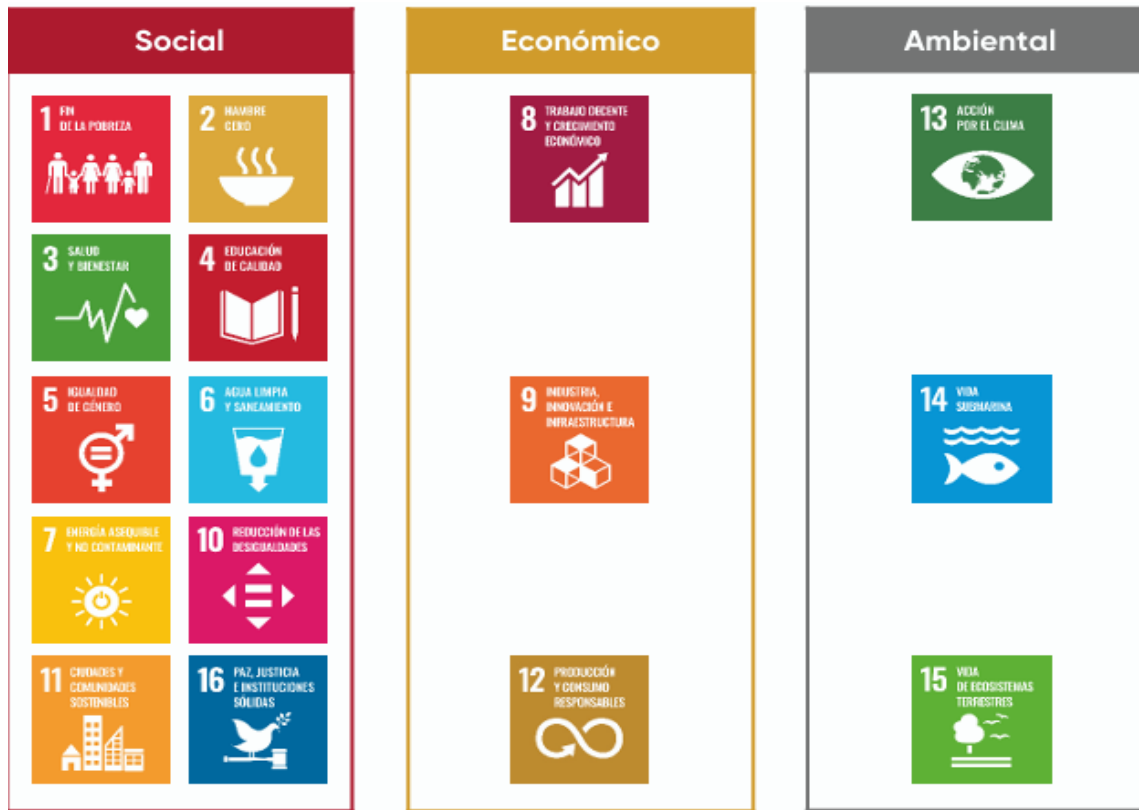 Social
1 FIN
DE LA POBREZA
2 HAMBRE
CERO
3 SALUD
Y BIENESTAR
4 EDUCACIÓN
DE CALIDAD
5 IGUALDAD
DE GÉNERO
6 AGUA LIMPIA
Y SANEAMIENTO
7 ENERGÍA ASEQUIBLE
Y NO CONTAMINANTE
10 REDUCCIÓN DE LAS
DESIGUALDADES
11 CIUDADES Y
COMUNIDADES
SOSTENIBLES
16 PAZ, JUSTICIA
E INSTITUCIONES
SÓLIDAS
Económico
8 TRABAJO DECENTE
Y CRECIMIENTO
ECONÓMICO
9 INDUSTRIA,
INNOVACIÓN E
INFRAESTRUCTURA
12 PRODUCCIÓN
Y CONSUMO
RESPONSABLES
Ambiental
13 ACCIÓN
POR EL CLIMA
14 VIDA
SUBMARINA
15 VIDA
DE ECOSISTEMAS
TERRESTRES